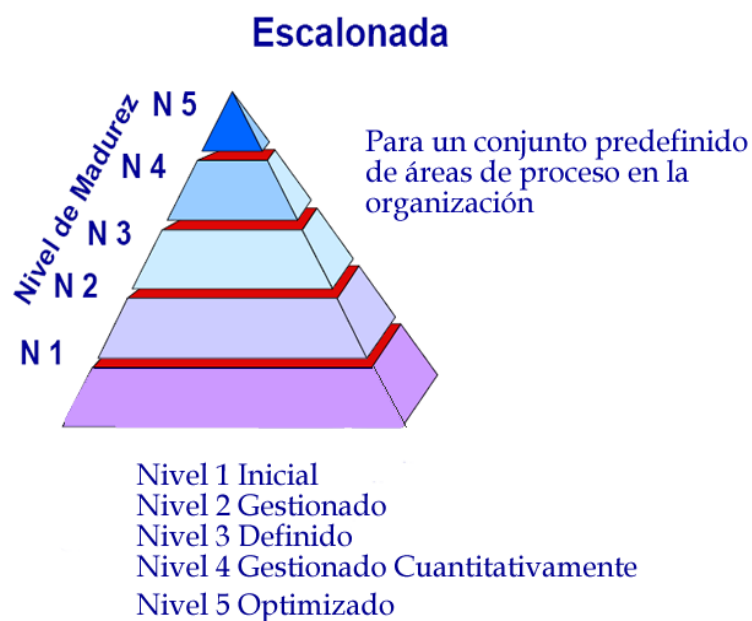 Escalonada
Nivel de Madurez
N 5
N 4
N 3
N 2
N 1
Para un conjunto predefinido
de áreas de proceso en la
organización
Nivel 1 Inicial
Nivel 2 Gestionado
Nivel 3 Definido
Nivel 4 Gestionado Cuantitativamente
Nivel 5 Optimizado